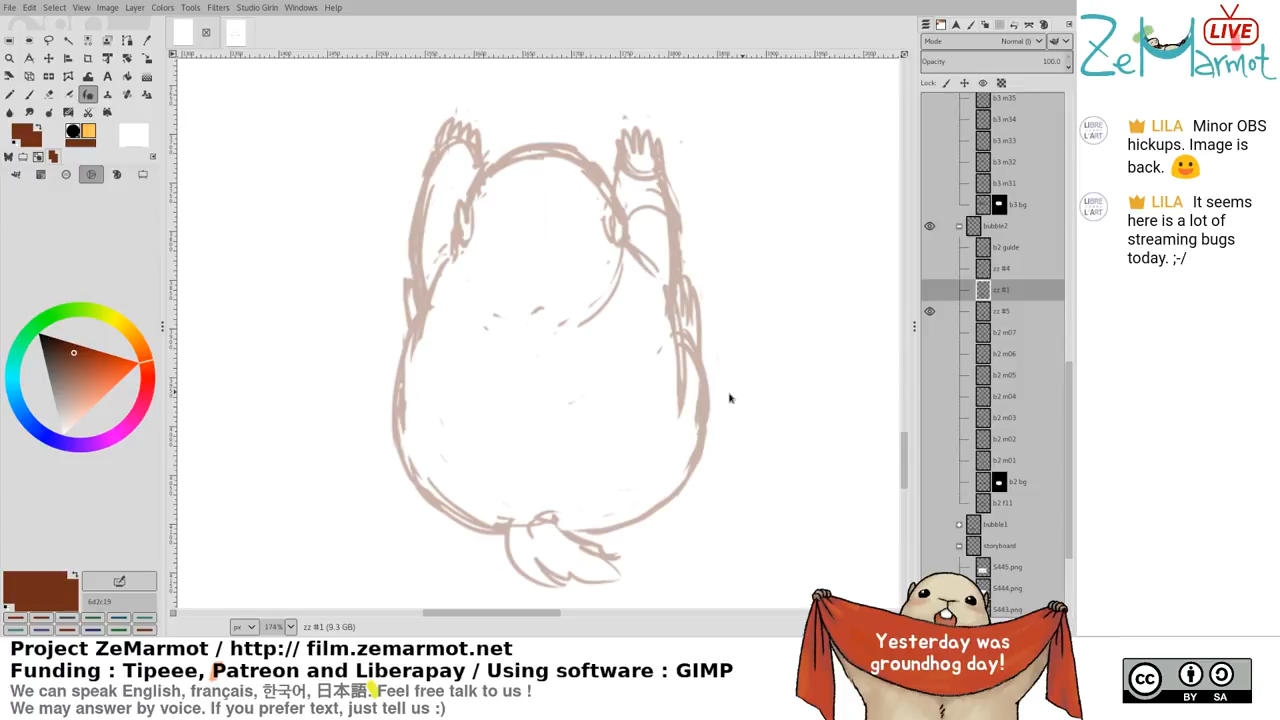 File Edit Select View Image Layer Colors Tools Filters Studio Girin Windows Help
ZeMarmot
LIVE
Mode Normal (l)
Opacity 100.0
Lock:
b3 m35
b3 m34
b3 m33
b3 m32
b3 m31
b3 bg
bubble2
b2 guide
zz #4
zz #1
zz #5
b2 m07
b2 m06
b2 m05
b2 m04
b2 m03
b2 m02
b2 m01
b2 bg
b2 f11
bubble1
storyboard
S445.png
S444.png
S443.png
LILA Minor OBS
hickups. Image is
back.
LILA It seems
here is a lot of
streaming bugs
today. ;-/
6d2c19
px 174% zz #1 (9.3 GB)
Yesterday was
groundhog day!
Project ZeMarmot / http:// film.zemarmot.net
Funding : Tipeee, Patreon and Liberapay / Using software : GIMP
We can speak English, français, 한국어, 日本語. Feel free talk to us !
We may answer by voice. If you prefer text, just tell us :)
cc BY SA